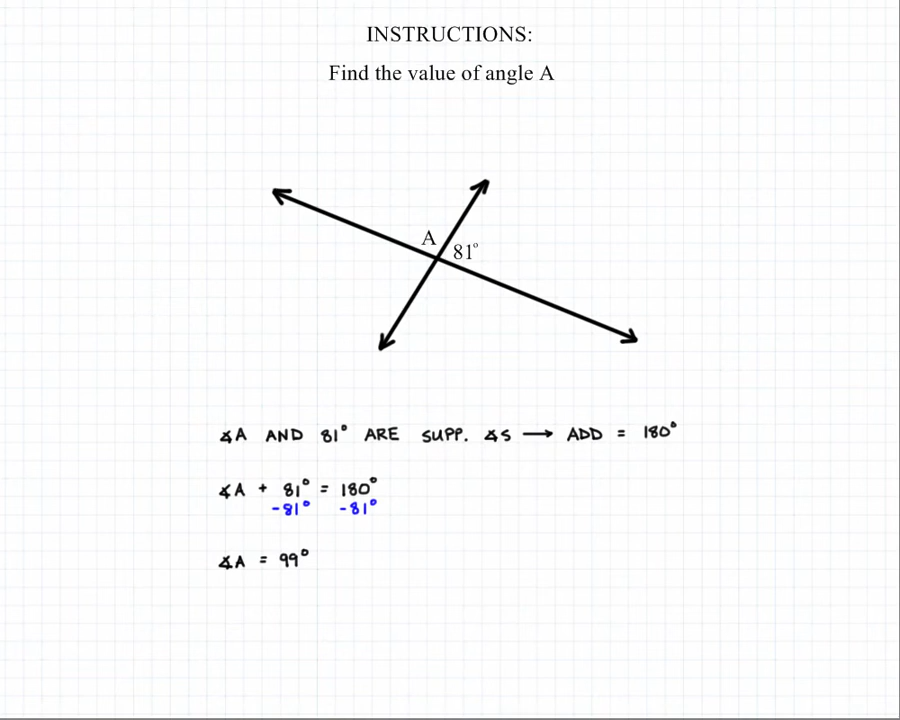 INSTRUCTIONS:
Find the value of angle A
A
81°
∡A AND 81° ARE SUPP. ∡S → ADD = 180°
∡A + 81° = 180°
-81° -81°
∡A = 99°